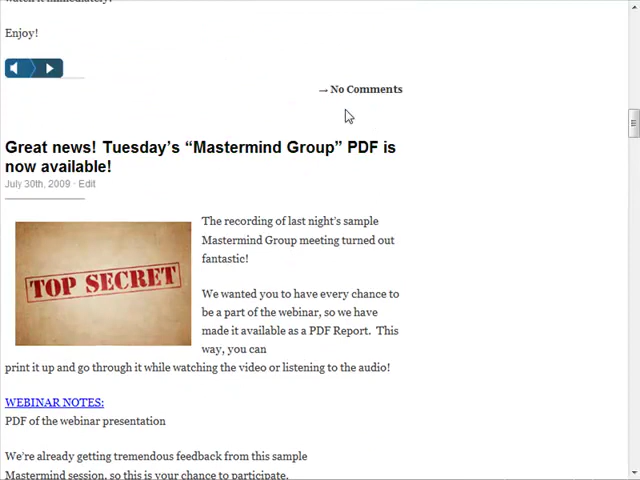 Enjoy!
→ No Comments
Great news! Tuesday's “Mastermind Group” PDF is
now available!
July 30th, 2009 · Edit
The recording of last night's sample
Mastermind Group meeting turned out
fantastic!
TOP SECRET
We wanted you to have every chance to
be a part of the webinar, so we have
made it available as a PDF Report. This
way, you can
print it up and go through it while watching the video or listening to the audio!
WEBINAR NOTES:
PDF of the webinar presentation
We're already getting tremendous feedback from this sample
Mastermind session, so this is your chance to participate.